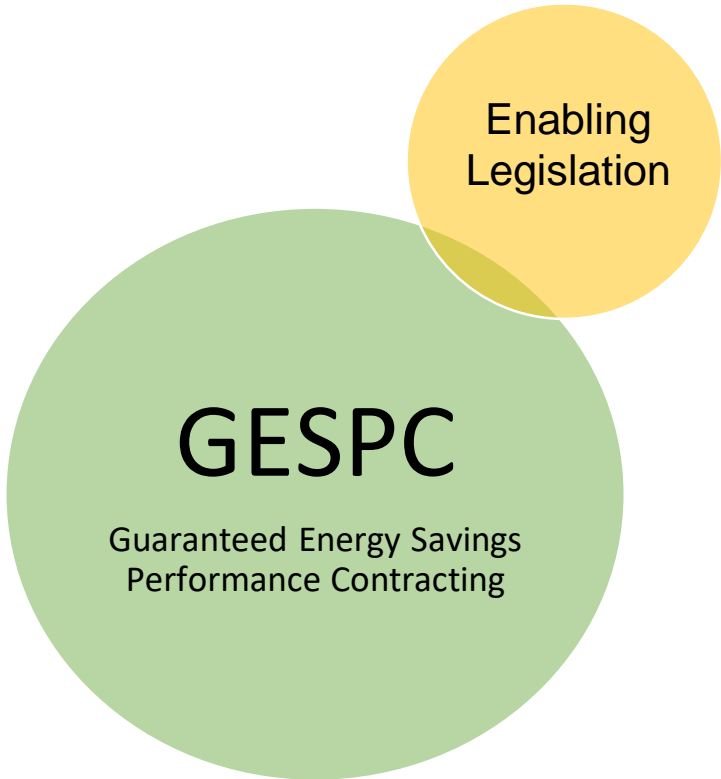 Enabling
Legislation
GESPC
Guaranteed Energy Savings
Performance Contracting